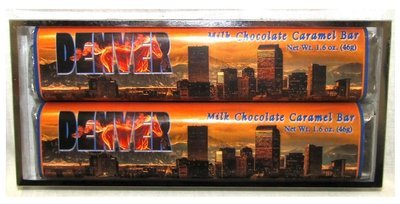 DENVER
Milk Chocolate Caramel Bar
Net Wt. 1.6 oz. (46g)
DENVER
Milk Chocolate Caramel Bar
Net Wt. 1.6 oz. (46g)